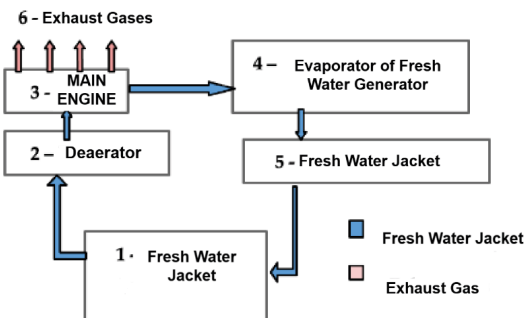 6 - Exhaust Gases
3 - MAIN
ENGINE
4 – Evaporator of Fresh
Water Generator
2 – Deaerator
5 - Fresh Water Jacket
1 · Fresh Water
Jacket
Fresh Water Jacket
Exhaust Gas